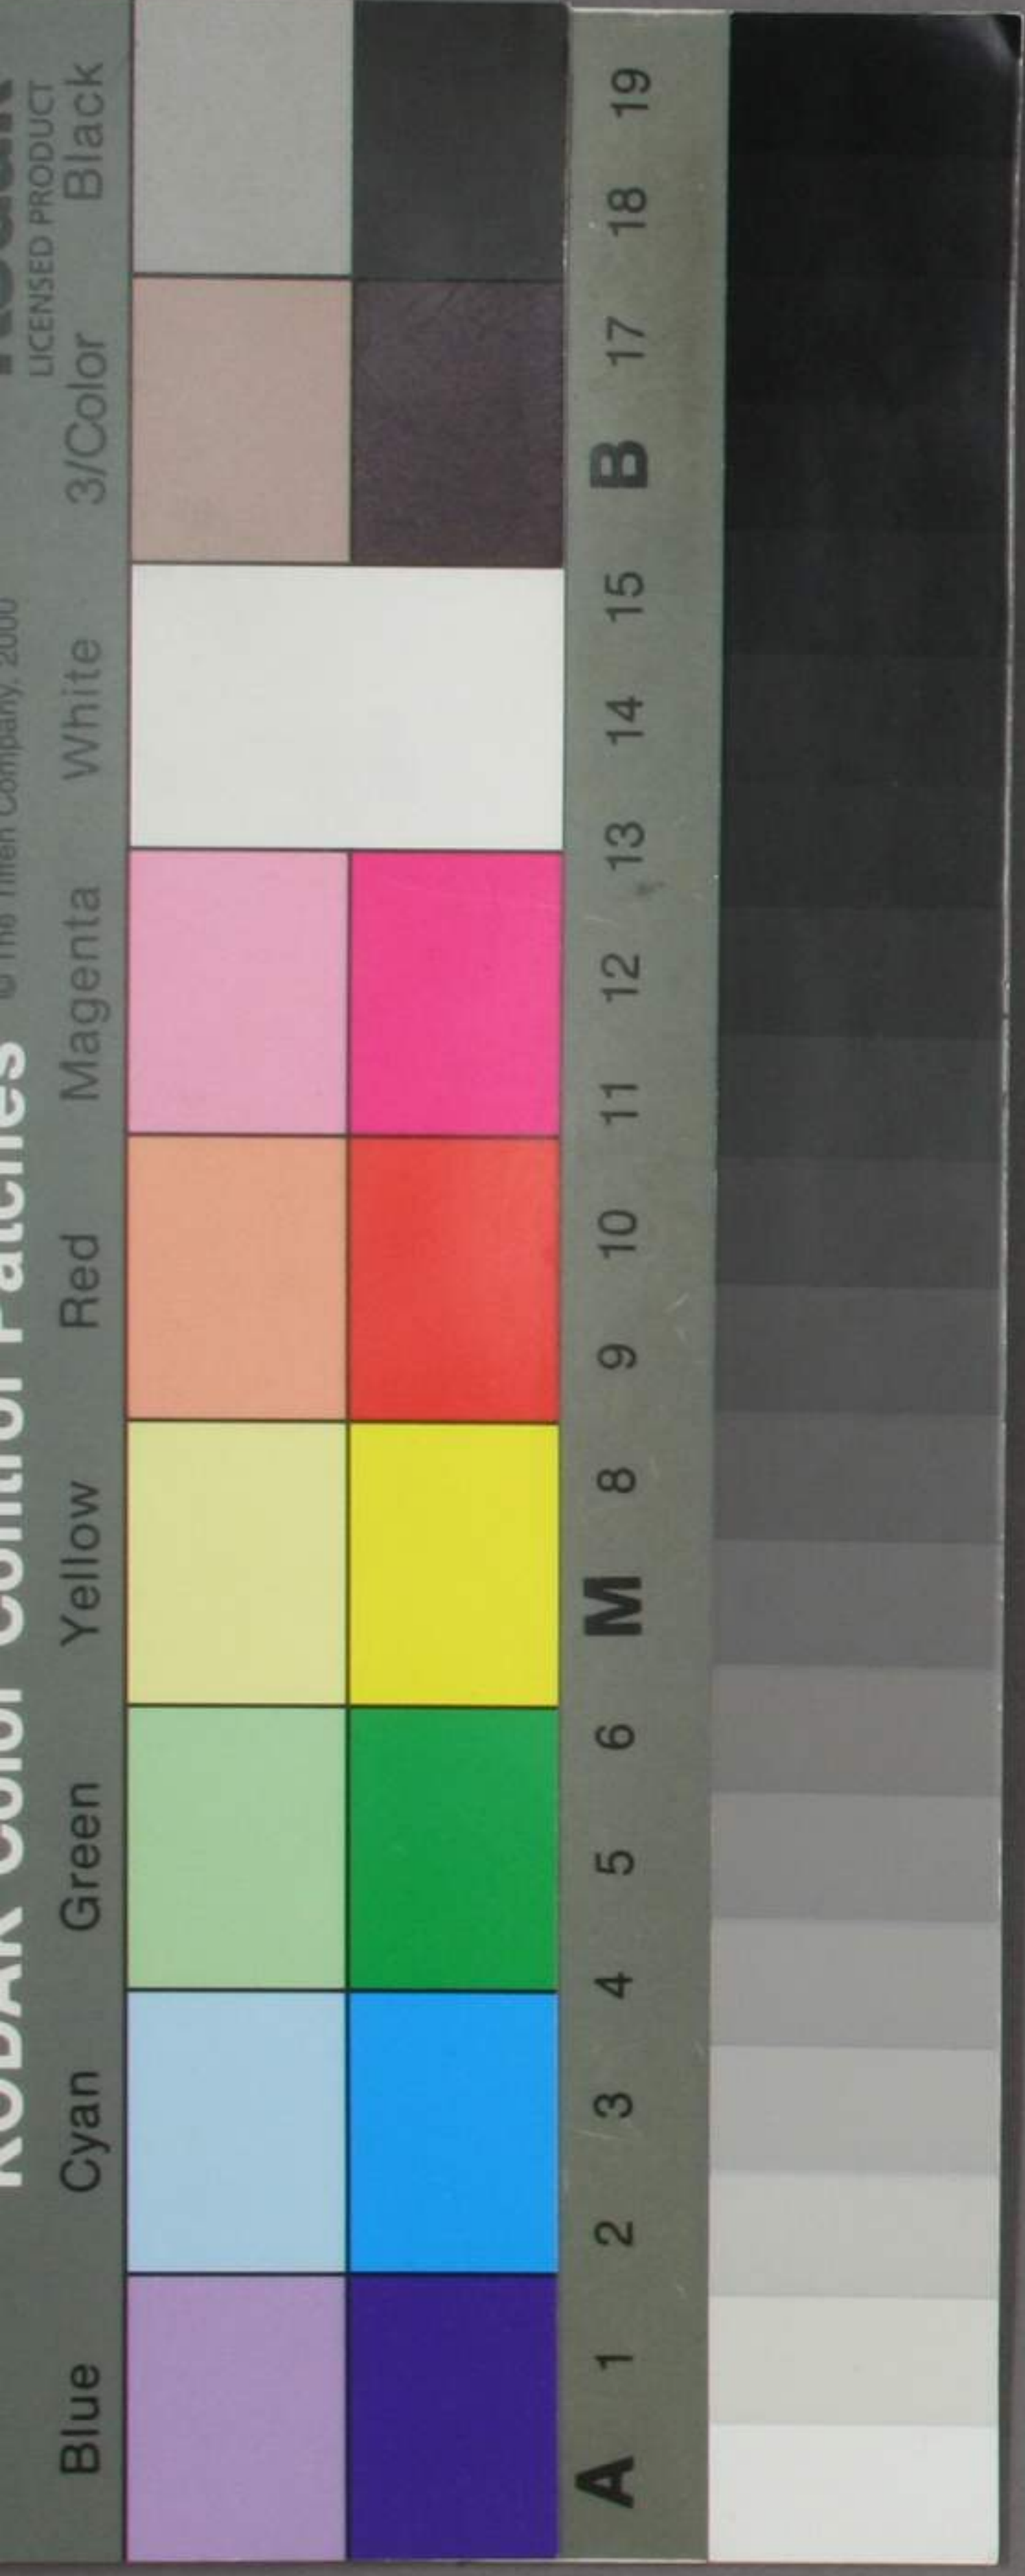 KODAK Color Control Patches © The Tiffen Company, 2000
LICENSED PRODUCT
Blue Cyan Green Yellow Red Magenta White 3/Color Black
A 1 2 3 4 5 6 M 8 9 10 11 12 13 14 15 B 17 18 19